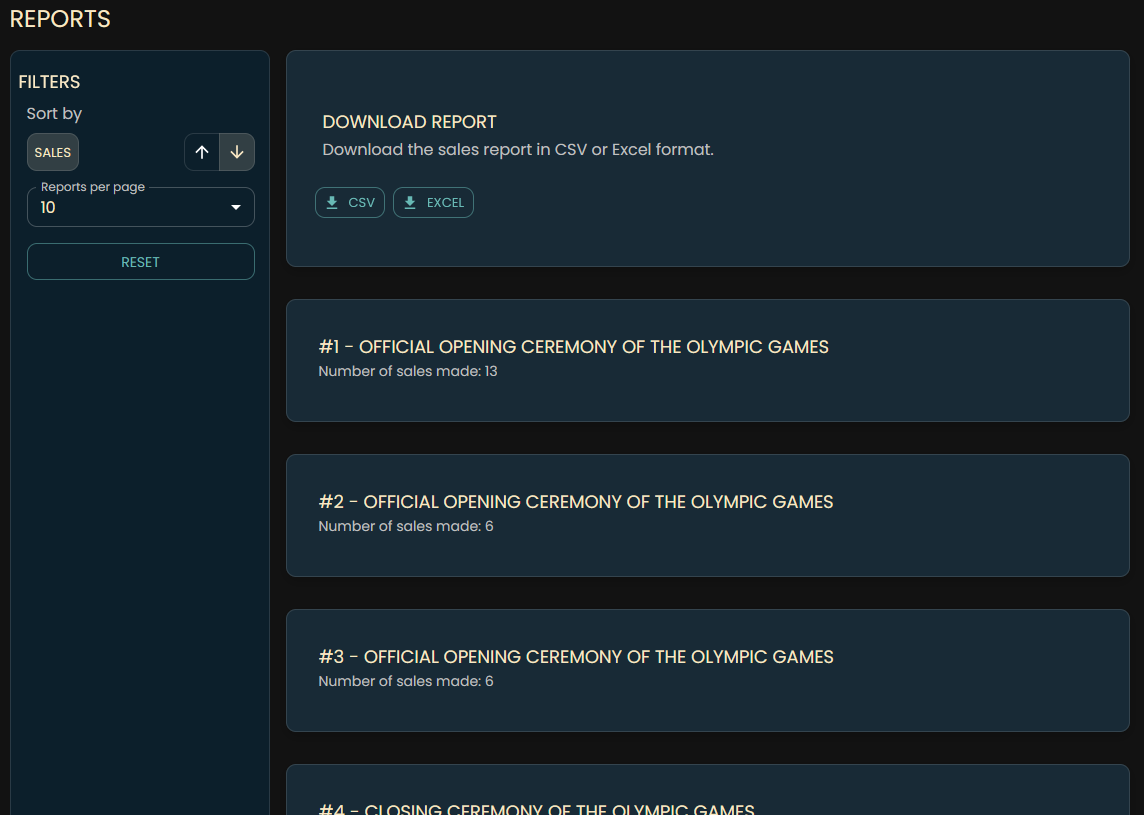 REPORTS
FILTERS
Sort by
SALES
Reports per page
10
RESET
DOWNLOAD REPORT
Download the sales report in CSV or Excel format.
CSV
EXCEL
#1 - OFFICIAL OPENING CEREMONY OF THE OLYMPIC GAMES
Number of sales made: 13
#2 - OFFICIAL OPENING CEREMONY OF THE OLYMPIC GAMES
Number of sales made: 6
#3 - OFFICIAL OPENING CEREMONY OF THE OLYMPIC GAMES
Number of sales made: 6
#4 - CLOSING CEREMONY OF THE OLYMPIC GAMES